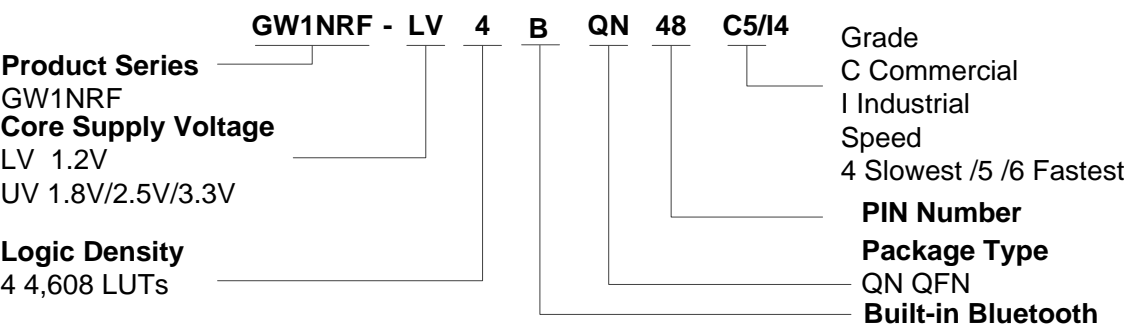 GW1NRF - LV 4 B QN 48 C5/I4
Product Series
GW1NRF
Core Supply Voltage
LV 1.2V
UV 1.8V/2.5V/3.3V
Logic Density
4 4,608 LUTs
Grade
C Commercial
I Industrial
Speed
4 Slowest /5 /6 Fastest
PIN Number
Package Type
QN QFN
Built-in Bluetooth